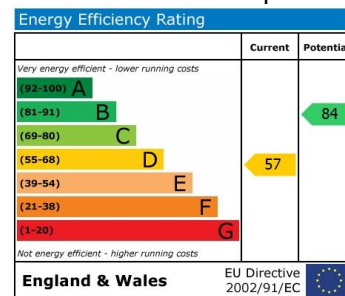 Energy Efficiency Rating
Current Potential
Very energy efficient - lower running costs
(92-100) A
(81-91) B 84
(69-80) C
(55-68) D 57
(39-54) E
(21-38) F
(1-20) G
Not energy efficient - higher running costs
England & Wales
EU Directive
2002/91/EC